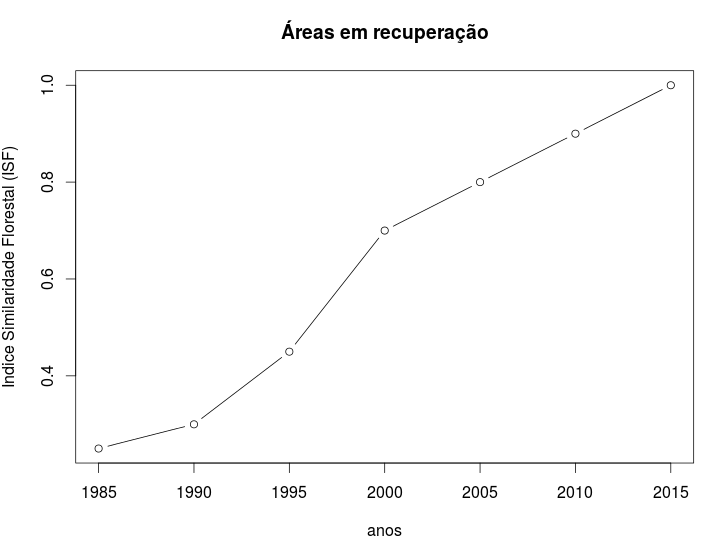 Áreas em recuperação
Indice Similaridade Florestal (ISF)
1.0
0.8
0.6
0.4
1985 1990 1995 2000 2005 2010 2015
anos